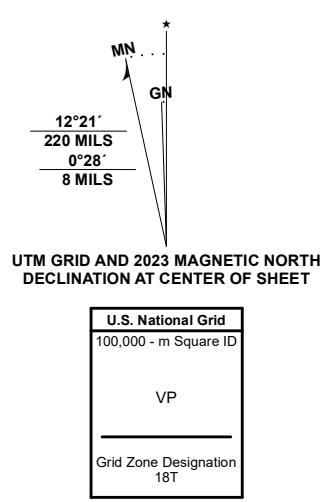 MN
GN
12°21´
220 MILS
0°28´
8 MILS
UTM GRID AND 2023 MAGNETIC NORTH
DECLINATION AT CENTER OF SHEET
U.S. National Grid
100,000 - m Square ID
VP
Grid Zone Designation
18T